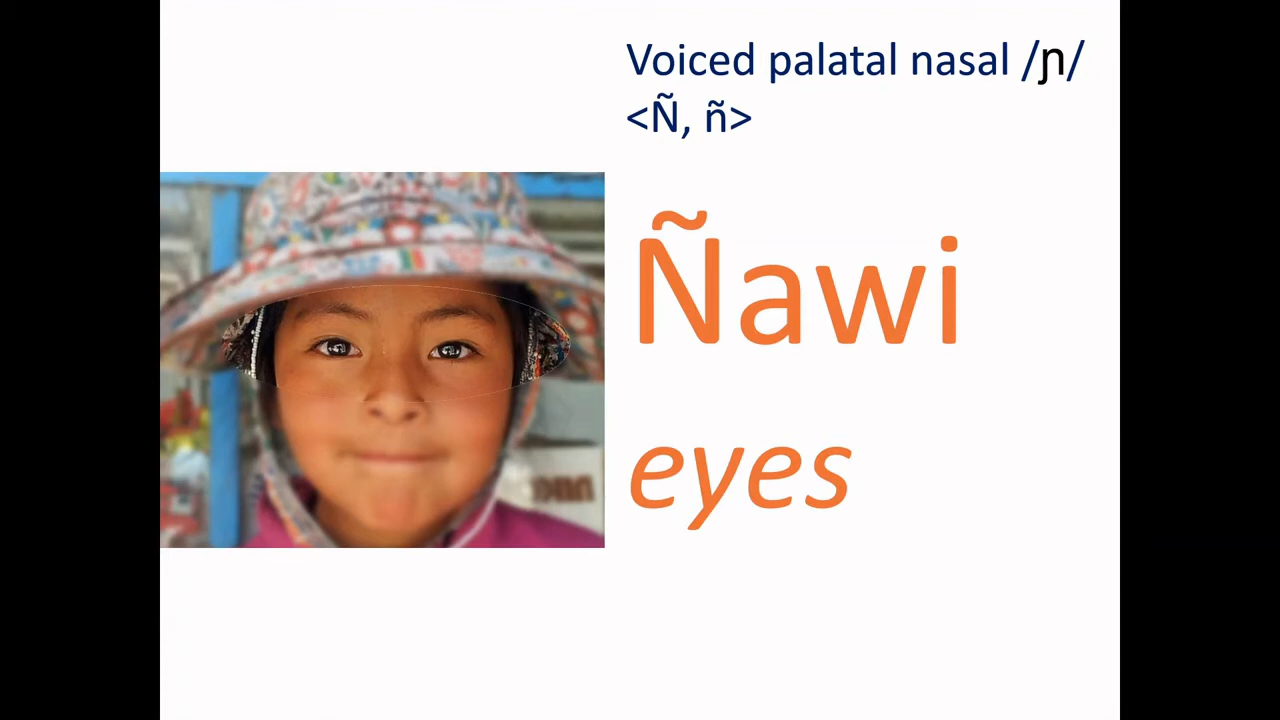 Voiced palatal nasal /ɲ/
<Ñ, ñ>
Ñawi
eyes